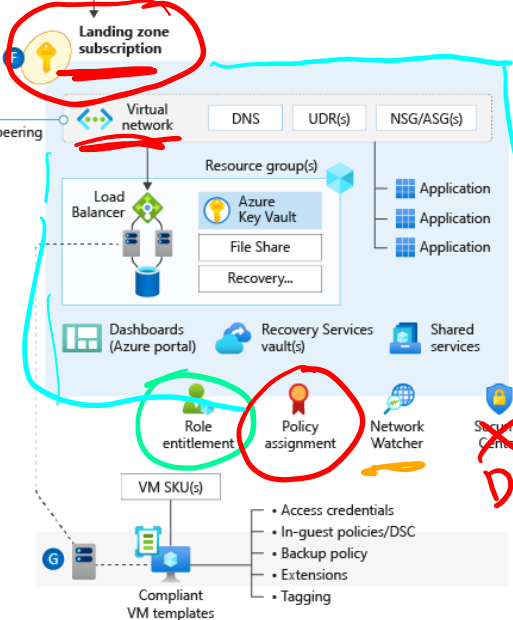 Landing zone
subscription
F
eering
Virtual
network
DNS
UDR(s)
NSG/ASG(s)
Resource group(s)
Load
Balancer
Azure
Key Vault
File Share
Recovery...
Application
Application
Application
Dashboards
(Azure portal)
Recovery Services
vault(s)
Shared
services
Role
entitlement
Policy
assignment
Network
Watcher
D
VM SKU(s)
G
Compliant
VM templates
• Access credentials
• In-guest policies/DSC
• Backup policy
• Extensions
• Tagging